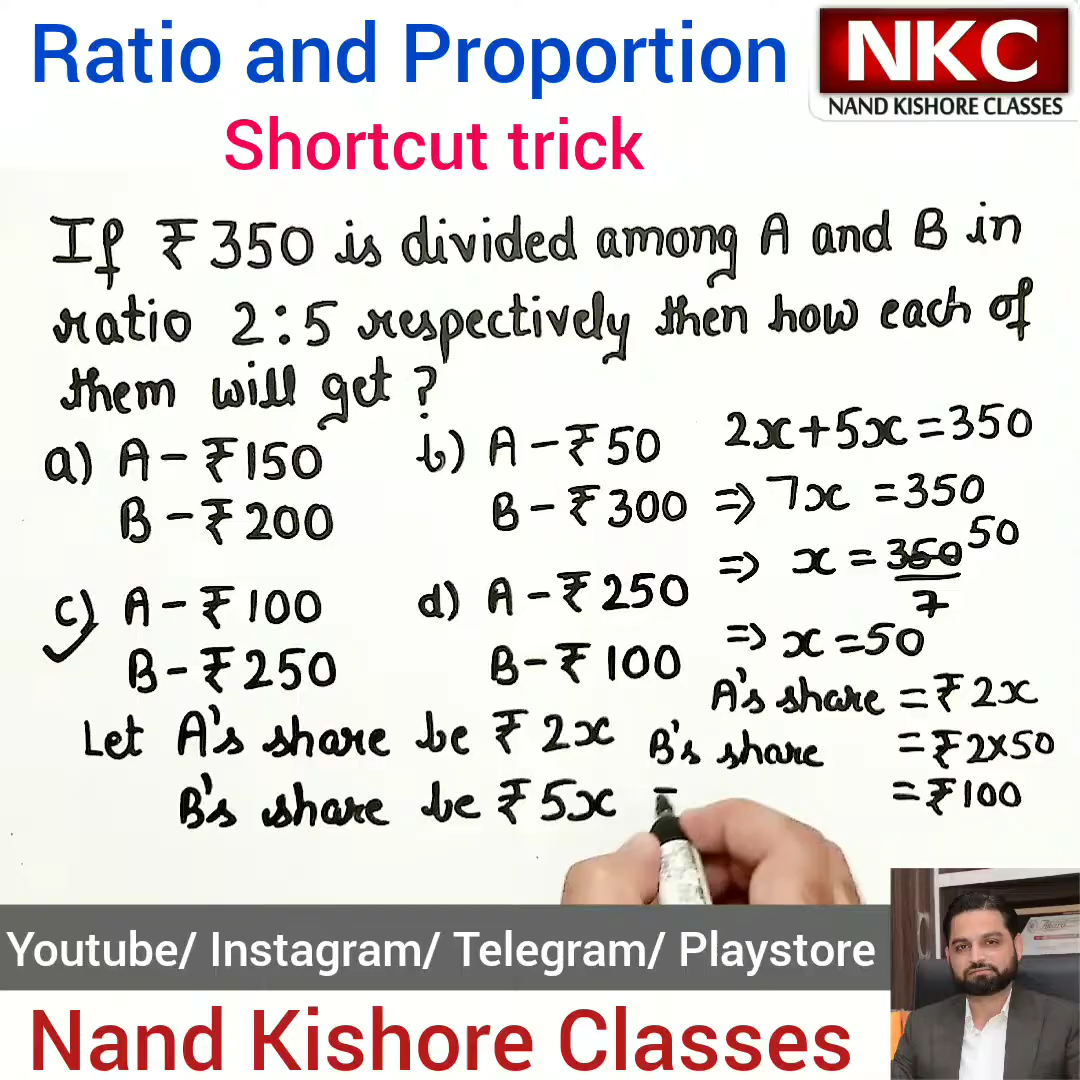 Ratio and Proportion
Shortcut trick
NKC
NAND KISHORE CLASSES
If ₹350 is divided among A and B in
ratio 2:5 respectively then how each of
them will get?
a) A-₹150
B-₹200
b) A-₹50
B-₹300
c) A-₹100
B-₹250
d) A-₹250
B-₹100
Let A's share be ₹2x
B's share be ₹5x
2x+5x=350
=> 7x =350
=> x = 350/7 50
=> x =50
A's share =₹2x
=₹2x50
=₹100
B's share
=
Youtube/ Instagram/ Telegram/ Playstore
Nand Kishore Classes